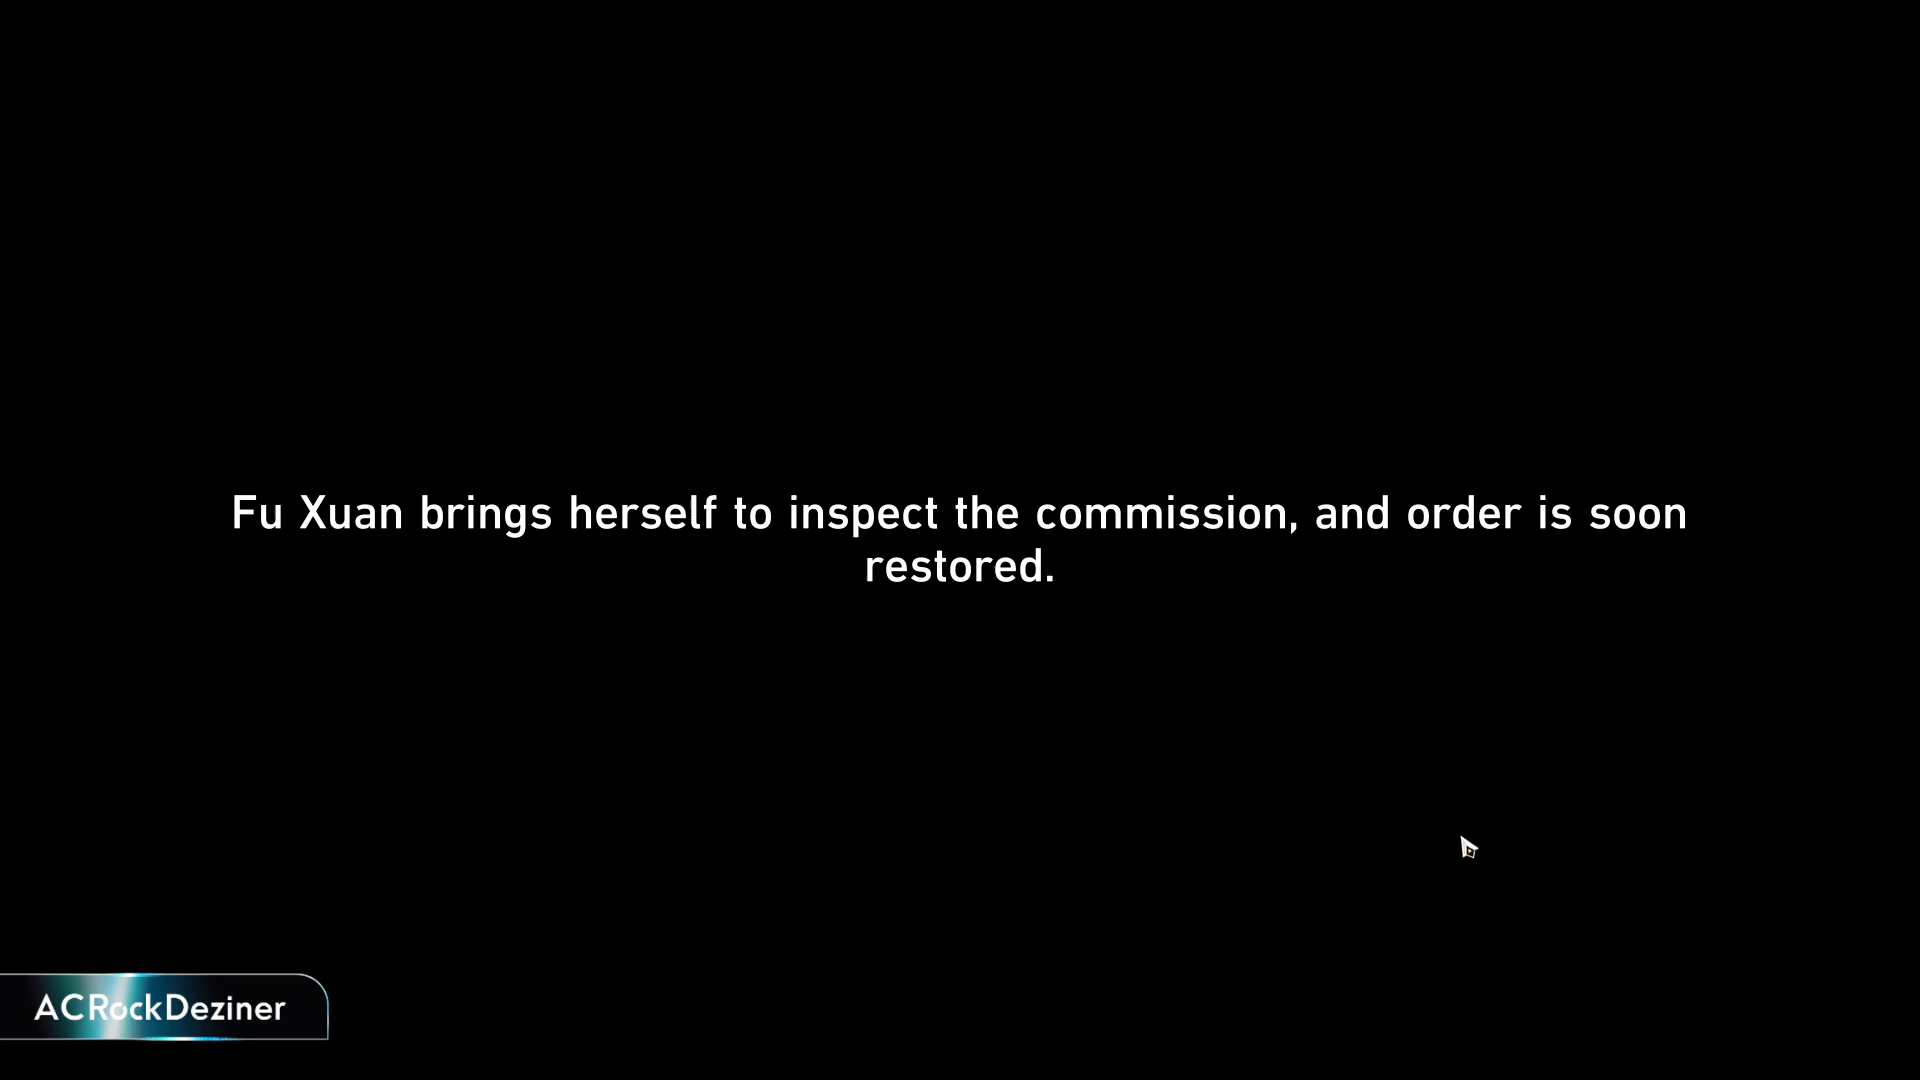 Fu Xuan brings herself to inspect the commission, and order is soon
restored.
ACRockDeziner